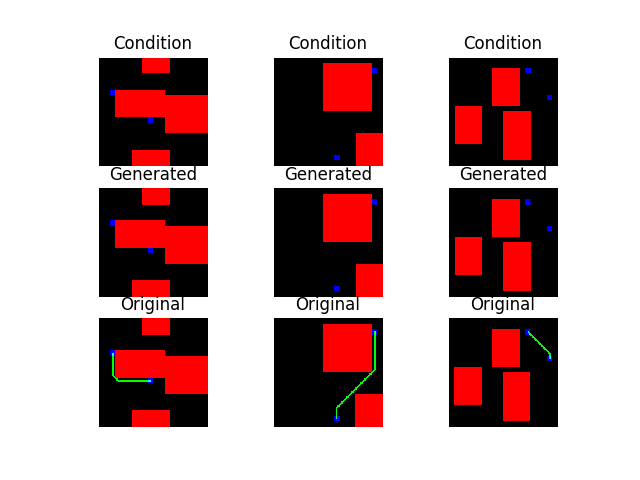 Condition Condition Condition
Generated Generated Generated
Original Original Original